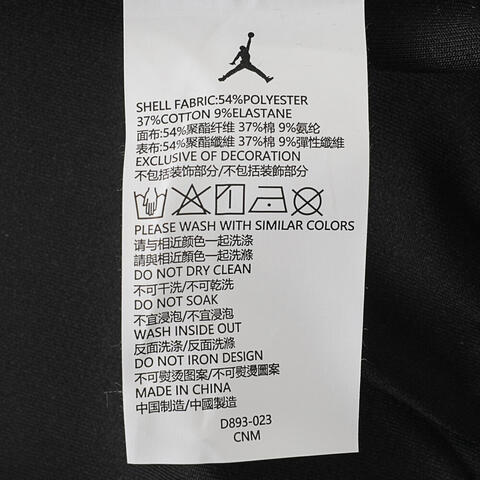 SHELL FABRIC:54%POLYESTER
37%COTTON 9%ELASTANE
面布:54%聚酯纤维 37%棉 9%氨纶
表布:54%聚酯纖維 37%棉 9%彈性纖維
EXCLUSIVE OF DECORATION
不包括装饰部分/不包括裝飾部分
PLEASE WASH WITH SIMILAR COLORS
请与相近颜色一起洗涤
請與相近顏色一起洗滌
DO NOT DRY CLEAN
不可干洗/不可乾洗
DO NOT SOAK
不宜浸泡/不宜浸泡
WASH INSIDE OUT
反面洗涤/反面洗滌
DO NOT IRON DESIGN
不可熨烫图案/不可熨燙圖案
MADE IN CHINA
中国制造/中國製造
D893-023
CNM